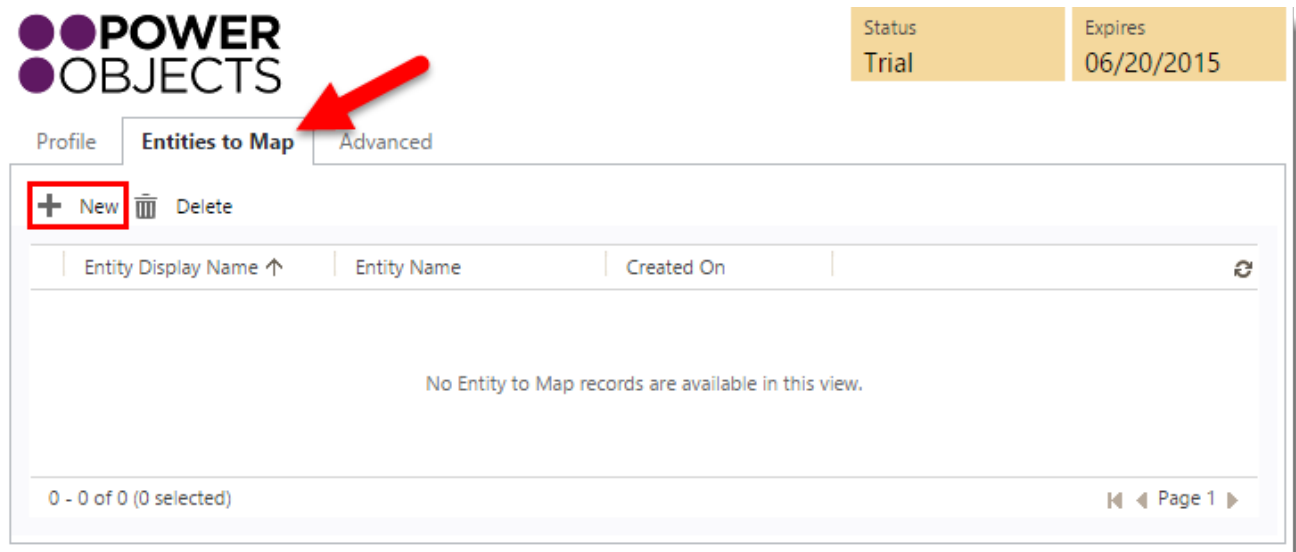 POWER
OBJECTS
Status
Trial
Expires
06/20/2015
Profile Entities to Map Advanced
New Delete
Entity Display Name Entity Name Created On
No Entity to Map records are available in this view.
0 - 0 of 0 (0 selected) Page 1